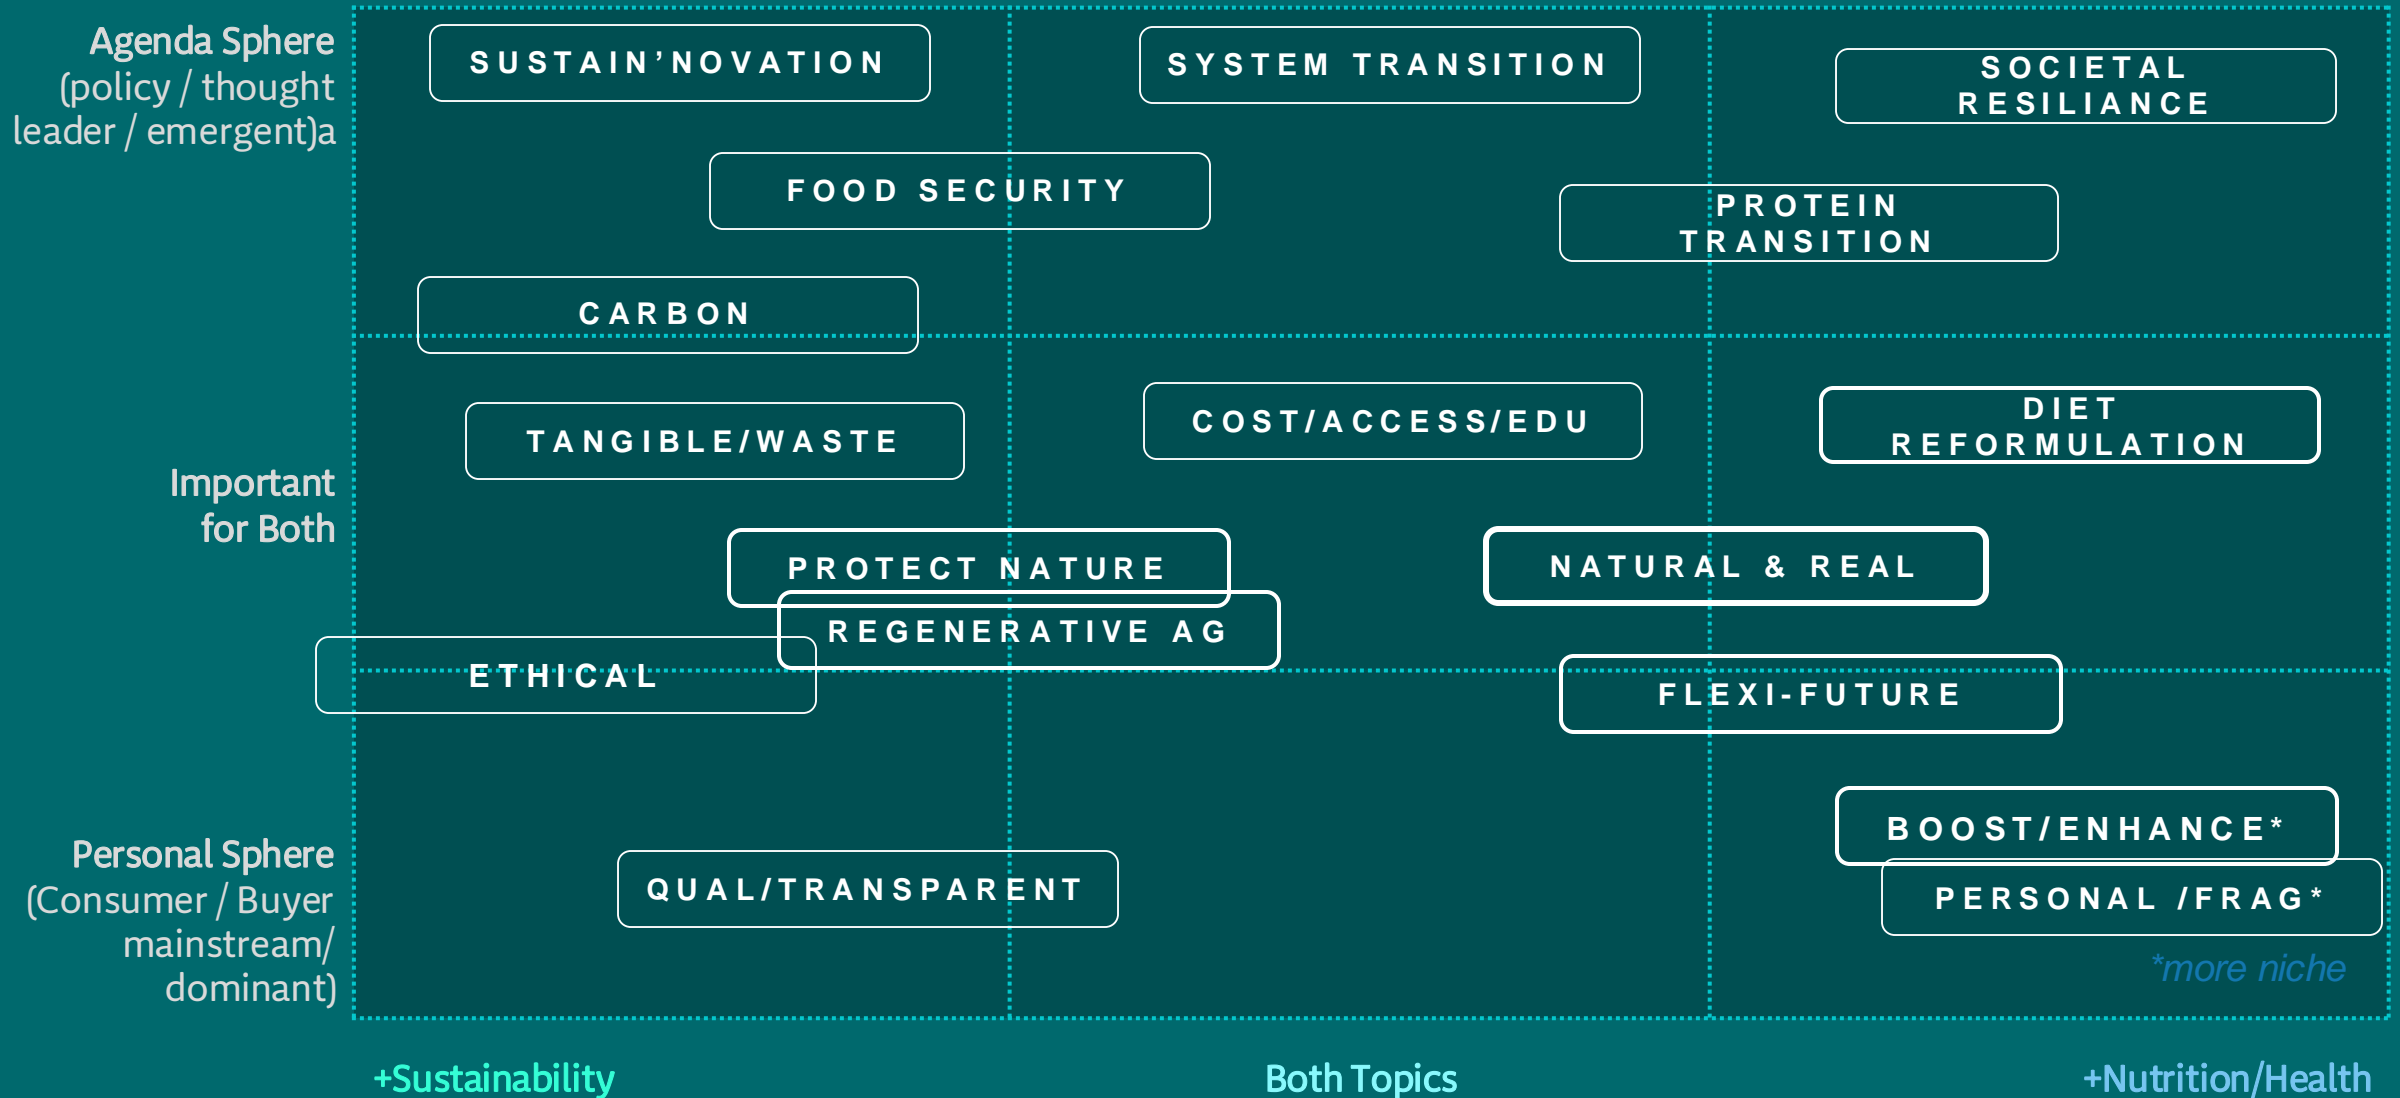 Agenda Sphere
(policy / thought
leader / emergent)a
SUSTAIN’NOVATION
SYSTEM TRANSITION
SOCIETAL
RESILIANCE
FOOD SECURITY
PROTEIN
TRANSITION
CARBON
Important
for Both
TANGIBLE/WASTE
COST/ACCESS/EDU
DIET
REFORMULATION
PROTECT NATURE
NATURAL & REAL
REGENERATIVE AG
ETHICAL
FLEXI-FUTURE
Personal Sphere
(Consumer / Buyer
mainstream/
dominant)
BOOST/ENHANCE*
QUAL/TRANSPARENT
PERSONAL /FRAG*
*more niche
+Sustainability
Both Topics
+Nutrition/Health